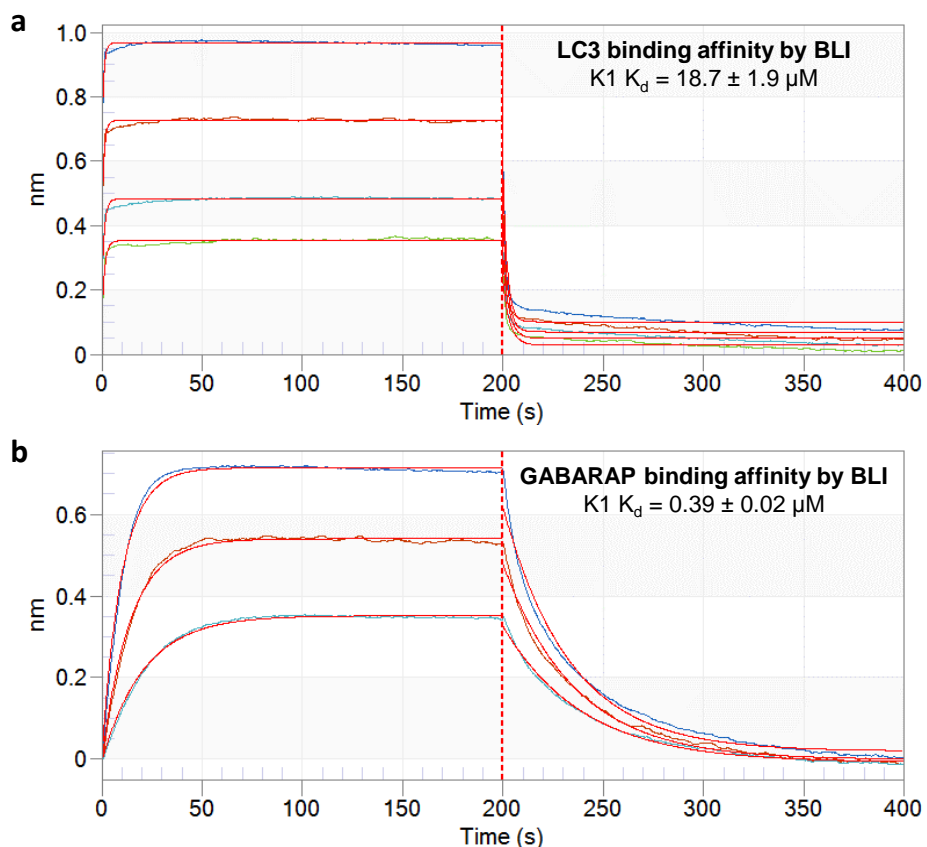 a
LC3 binding affinity by BLI
K1 Kd = 18.7 ± 1.9 µM
nm
1.0
0.8
0.6
0.4
0.2
0
0 50 100 150 200 250 300 350 400
Time (s)
b
GABARAP binding affinity by BLI
K1 Kd = 0.39 ± 0.02 µM
nm
0.6
0.4
0.2
0
0 50 100 150 200 250 300 350 400
Time (s)